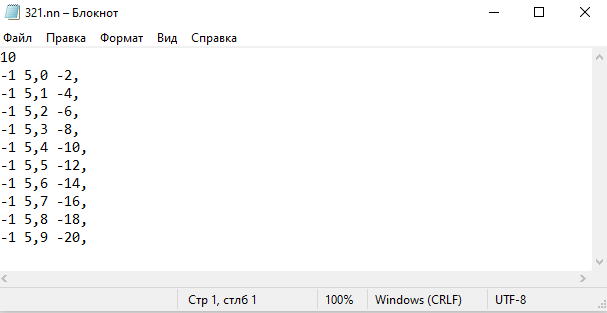 321.nn – Блокнот
Файл Правка Формат Вид Справка
10
-1 5,0 -2,
-1 5,1 -4,
-1 5,2 -6,
-1 5,3 -8,
-1 5,4 -10,
-1 5,5 -12,
-1 5,6 -14,
-1 5,7 -16,
-1 5,8 -18,
-1 5,9 -20,
Стр 1, стлб 1 100% Windows (CRLF) UTF-8